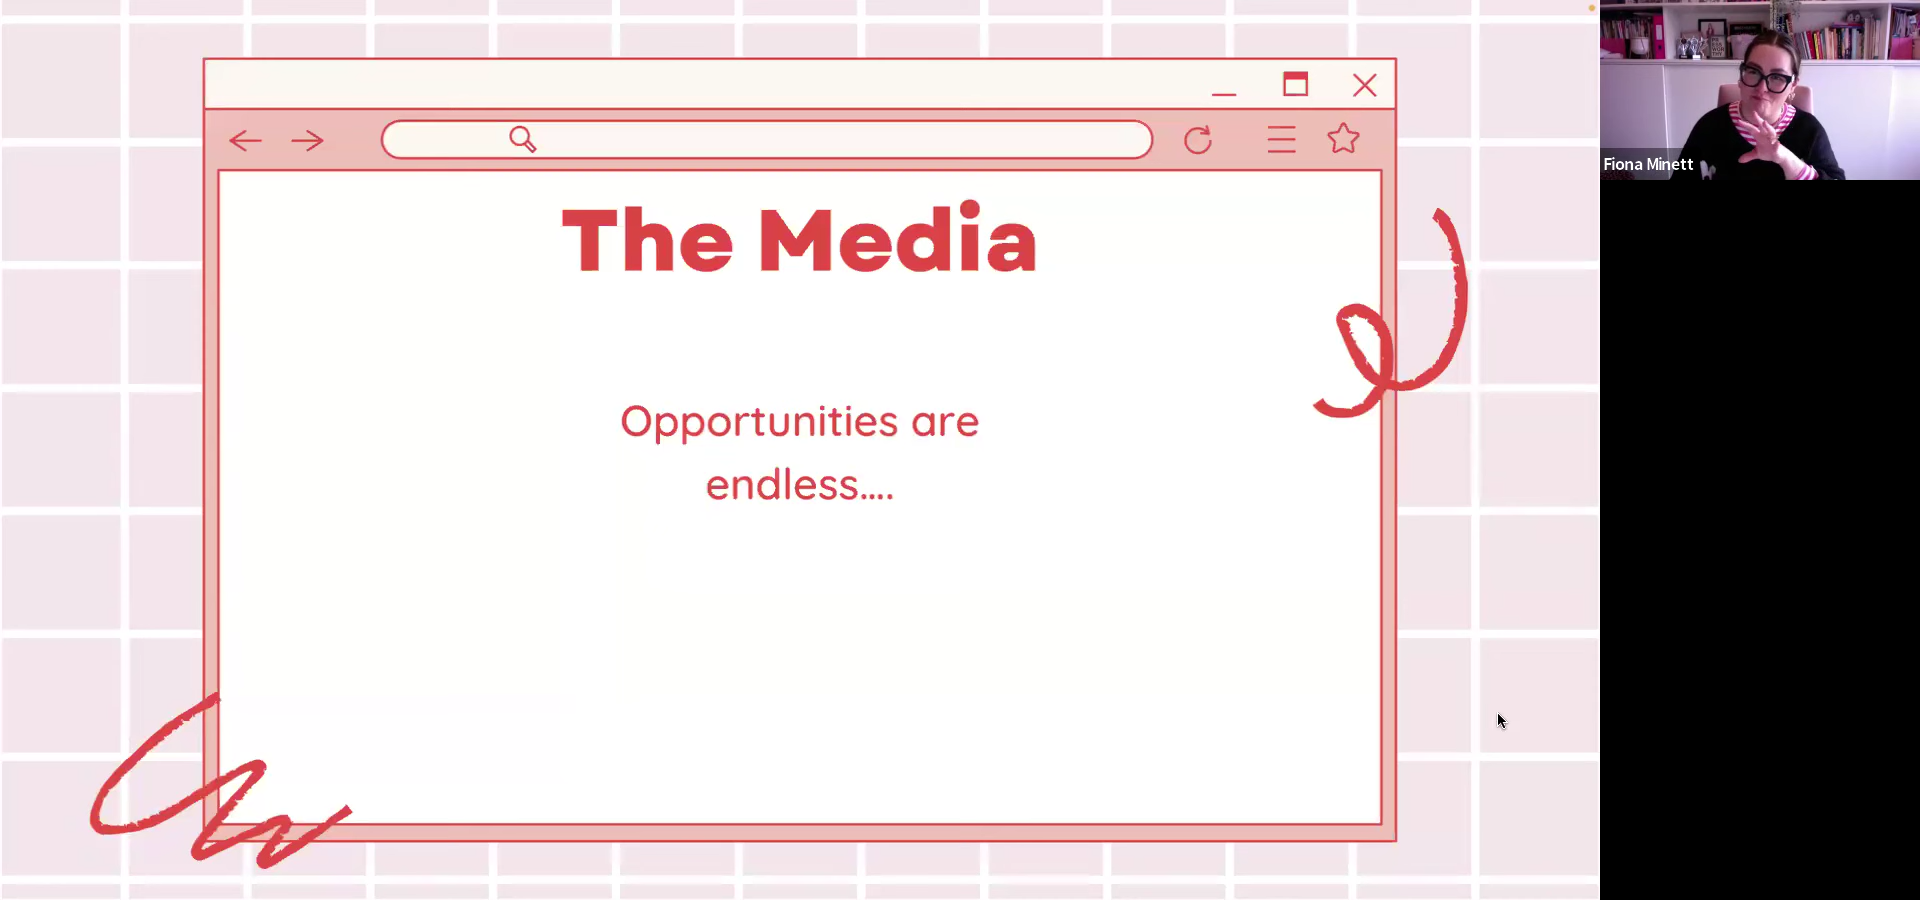 The Media
Opportunities are
endless....
Fiona Minett